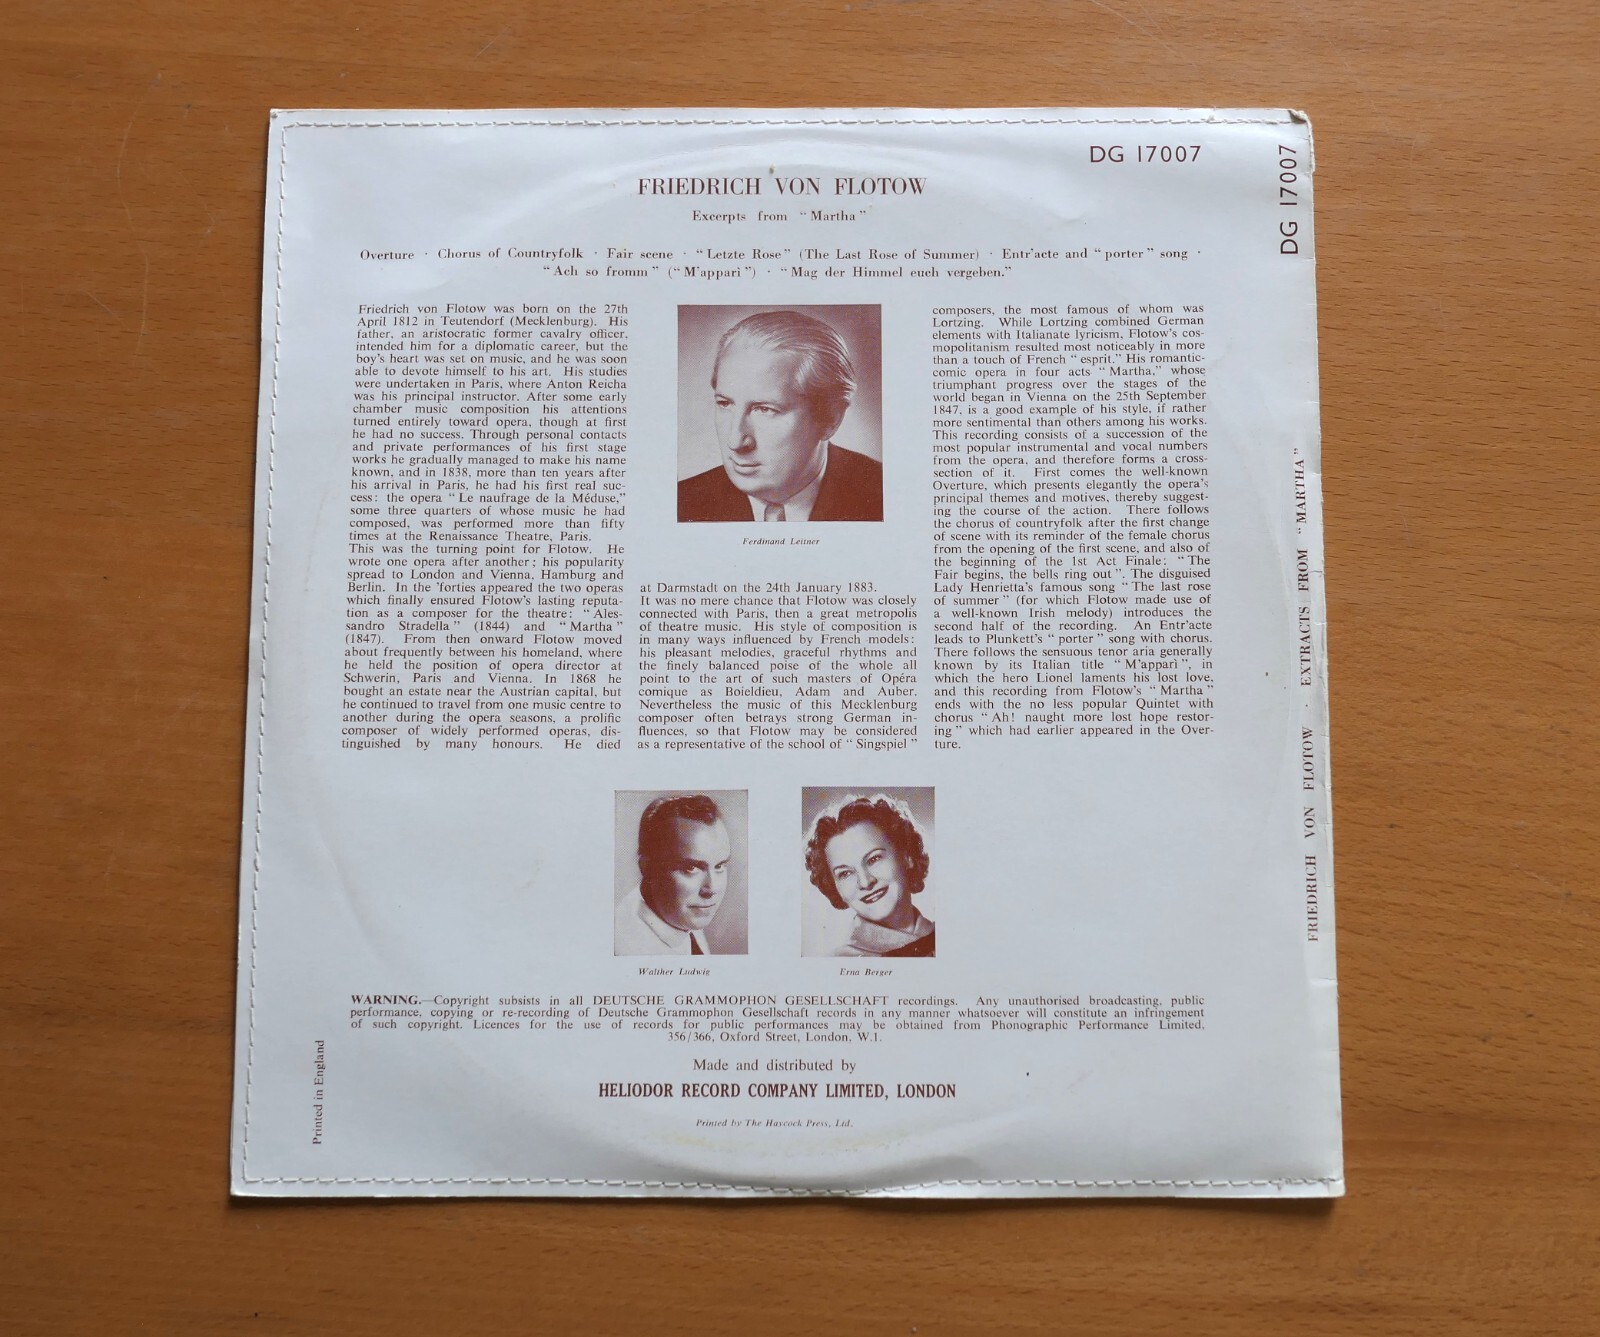 DG 17007
DG 17007
FRIEDRICH VON FLOTOW
Excerpts from “Martha”
Overture · Chorus of Countryfolk · Fair scene · “Letzte Rose” (The Last Rose of Summer) · Entr'acte and “porter” song ·
“Ach so fromm” (“M'appari”) · “Mag der Himmel euch vergeben.”
Friedrich von Flotow was born on the 27th
April 1812 in Teutendorf (Mecklenburg). His
father, an aristocratic former cavalry officer,
intended him for a diplomatic career, but the
boy's heart was set on music, and he was soon
able to devote himself to his art. His studies
were undertaken in Paris, where Anton Reicha
was his principal instructor. After some early
chamber music composition his attentions
turned entirely toward opera, though at first
he had no success. Through personal contacts
and private performances of his first stage
works he gradually managed to make his name
known, and in 1838, more than ten years after
his arrival in Paris, he had his first real suc-
cess: the opera “Le naufrage de la Méduse,”
some three quarters of whose music he had
composed, was performed more than fifty
times at the Renaissance Theatre, Paris.
This was the turning point for Flotow. He
wrote one opera after another; his popularity
spread to London and Vienna, Hamburg and
Berlin. In the 'forties appeared the two operas
which finally ensured Flotow's lasting reputa-
tion as a composer for the theatre: “Ales-
sandro Stradella” (1844) and “Martha”
(1847). From then onward Flotow moved
about frequently between his homeland, where
he held the position of opera director at
Schwerin, Paris and Vienna. In 1868 he
bought an estate near the Austrian capital, but
he continued to travel from one music centre to
another during the opera seasons, a prolific
composer of widely performed operas, dis-
tinguished by many honours. He died
Ferdinand Leitner
at Darmstadt on the 24th January 1883.
It was no mere chance that Flotow was closely
connected with Paris, then a great metropolis
of theatre music. His style of composition is
in many ways influenced by French models:
his pleasant melodies, graceful rhythms and
the finely balanced poise of the whole all
point to the art of such masters of Opéra
comique as Boieldieu, Adam and Auber.
Nevertheless the music of this Mecklenburg
composer often betrays strong German in-
fluences, so that Flotow may be considered
as a representative of the school of “Singspiel”
composers, the most famous of whom was
Lortzing. While Lortzing combined German
elements with Italianate lyricism, Flotow's cos-
mopolitanism resulted most noticeably in more
than a touch of French “esprit.” His romantic-
comic opera in four acts “Martha,” whose
triumphant progress over the stages of the
world began in Vienna on the 25th September
1847, is a good example of his style, if rather
more sentimental than others among his works.
This recording consists of a succession of the
most popular instrumental and vocal numbers
from the opera, and therefore forms a cross-
section of it. First comes the well-known
Overture, which presents elegantly the opera's
principal themes and motives, thereby suggest-
ing the course of the action. There follows
the chorus of countryfolk after the first change
of scene with its reminder of the female chorus
from the opening of the first scene, and also of
the beginning of the 1st Act Finale: “The
Fair begins, the bells ring out”. The disguised
Lady Henrietta's famous song “The last rose
of summer” (for which Flotow made use of
a well-known Irish melody) introduces the
second half of the recording. An Entr'acte
leads to Plunkett's “porter” song with chorus.
There follows the sensuous tenor aria generally
known by its Italian title “M'appari”, in
which the hero Lionel laments his lost love,
and this recording from Flotow's “Martha”
ends with the no less popular Quintet with
chorus “Ah! naught more lost hope restor-
ing” which had earlier appeared in the Over-
ture.
FRIEDRICH VON FLOTOW · EXTRACTS FROM “MARTHA”
Walther Ludwig
Erna Berger
WARNING.—Copyright subsists in all DEUTSCHE GRAMMOPHON GESELLSCHAFT recordings. Any unauthorised broadcasting, public
performance, copying or re-recording of Deutsche Grammophon Gesellschaft records in any manner whatsoever will constitute an infringement
of such copyright. Licences for the use of records for public performances may be obtained from Phonographic Performance Limited,
356/366, Oxford Street, London, W.1.
Made and distributed by
HELIODOR RECORD COMPANY LIMITED, LONDON
Printed by The Haycock Press, Ltd.
Printed in England